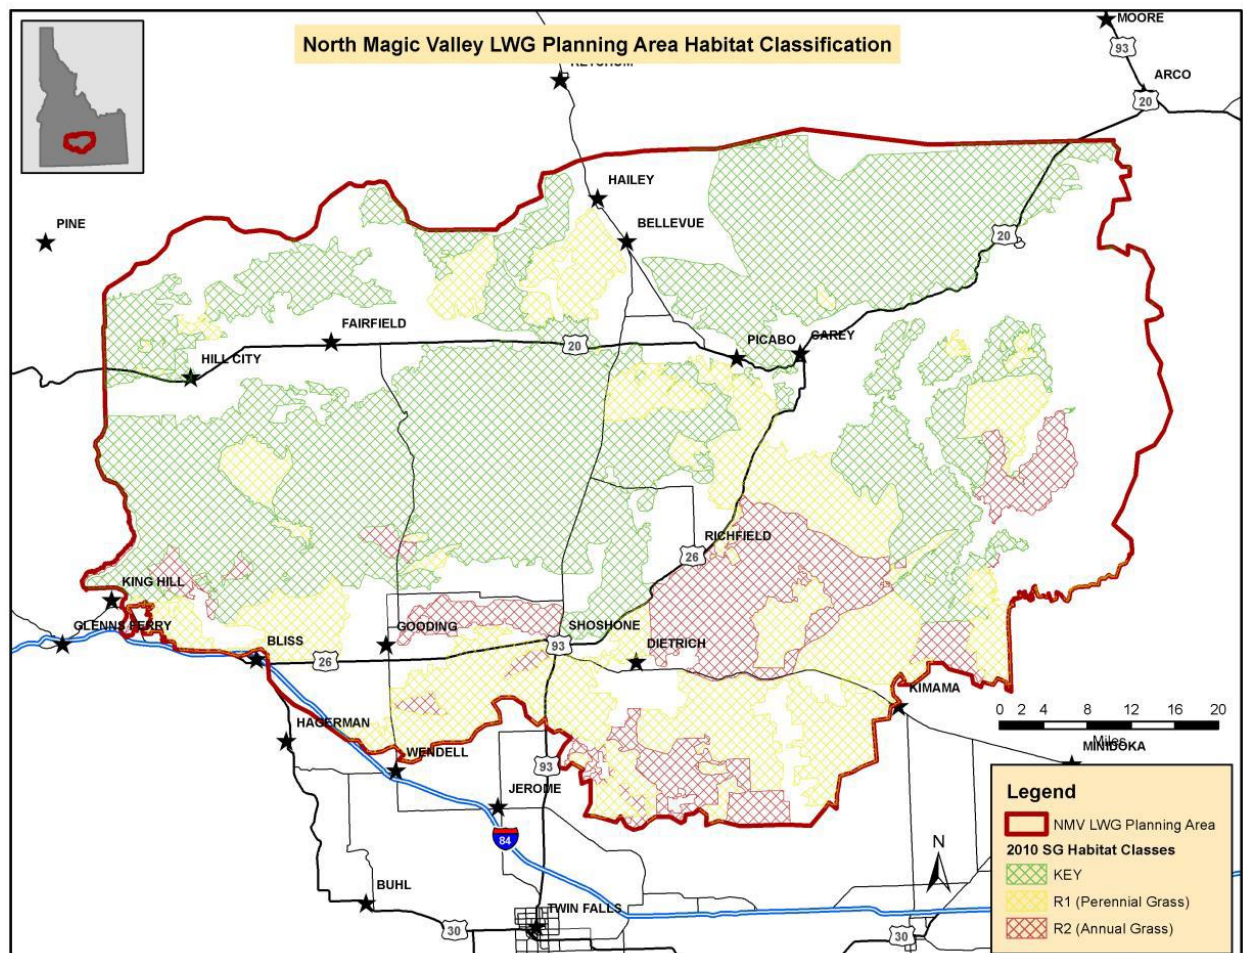 North Magic Valley LWG Planning Area Habitat Classification
MOORE
93
ARCO
20
KETCHUM
HAILEY
PINE
BELLEVUE
20
FAIRFIELD
20
PICABO
CAREY
HILL CITY
RICHFIELD
26
KING HILL
GLENNS FERRY
BLISS
26
GOODING
SHOSHONE
93
DIETRICH
KIMAMA
HAGERMAN
WENDELL
93
JEROME
84
BUHL
30
TWIN FALLS
30
0 2 4 8 12 16 20
Miles
MINIDOKA
Legend
NMV LWG Planning Area
2010 SG Habitat Classes
KEY
R1 (Perennial Grass)
R2 (Annual Grass)
N